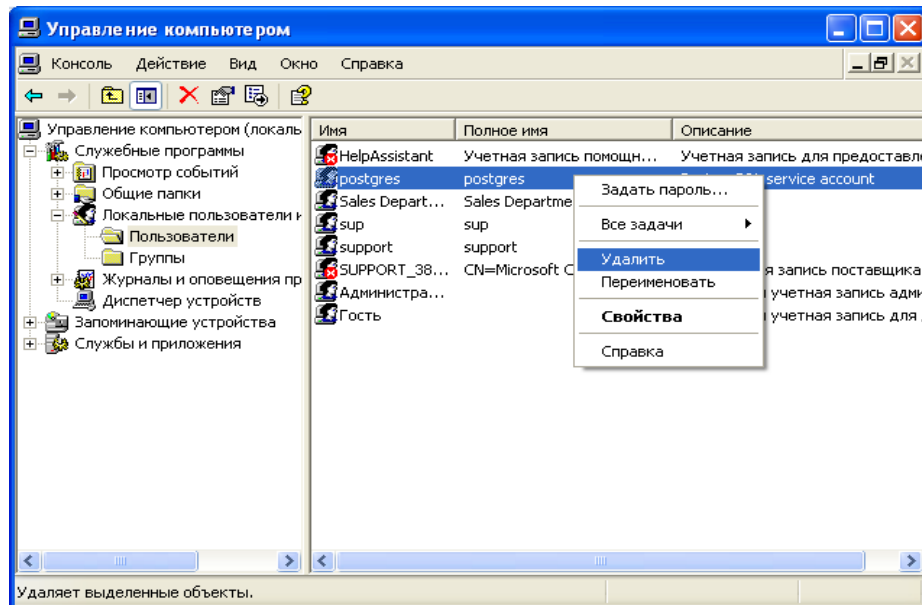 Управление компьютером
Консоль Действие Вид Окно Справка
Управление компьютером (локаль
Служебные программы
Просмотр событий
Общие папки
Локальные пользователи и
Пользователи
Группы
Журналы и оповещения пр
Диспетчер устройств
Запоминающие устройства
Службы и приложения
Имя Полное имя Описание
HelpAssistant Учетная запись помощн... Учетная запись для предоставл
postgres postgres service account
Sales Depart... Sales Departme
sup sup
support support
SUPPORT_38... CN=Microsoft C я запись поставщика
Администра... учетная запись адми
Гость учетная запись для
Задать пароль...
Все задачи
Удалить
Переименовать
Свойства
Справка
Удаляет выделенные объекты.